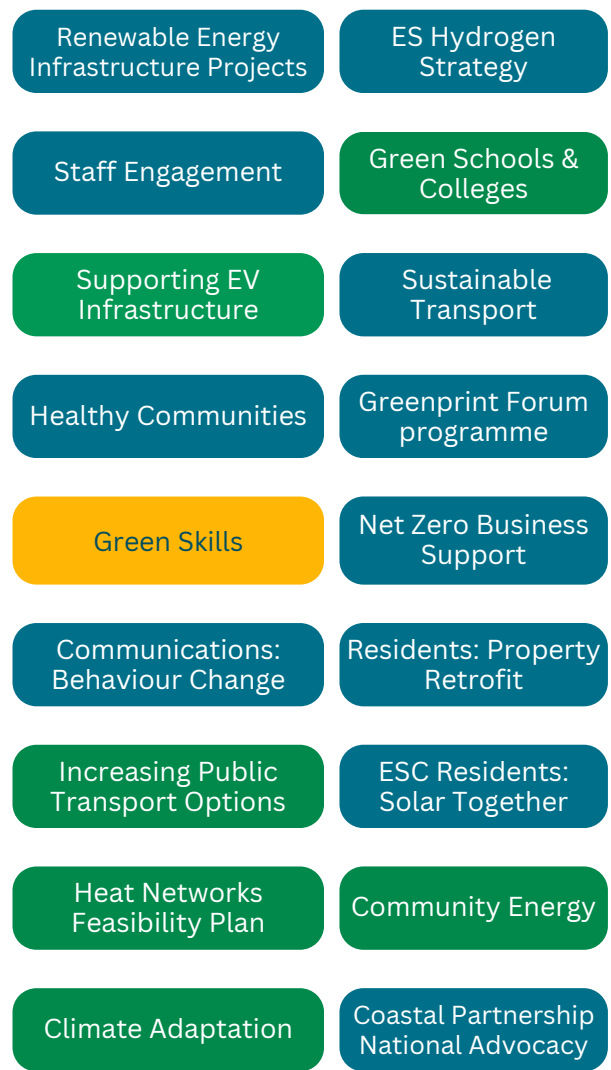 Renewable Energy
Infrastructure Projects
ES Hydrogen
Strategy
Staff Engagement
Green Schools &
Colleges
Supporting EV
Infrastructure
Sustainable
Transport
Healthy Communities
Greenprint Forum
programme
Green Skills
Net Zero Business
Support
Communications:
Behaviour Change
Residents: Property
Retrofit
Increasing Public
Transport Options
ESC Residents:
Solar Together
Heat Networks
Feasibility Plan
Community Energy
Climate Adaptation
Coastal Partnership
National Advocacy